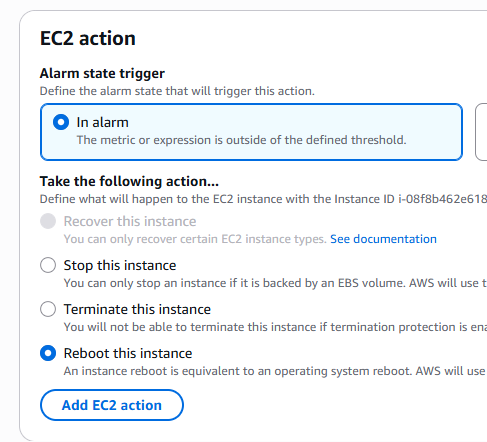 EC2 action
Alarm state trigger
Define the alarm state that will trigger this action.
In alarm
The metric or expression is outside of the defined threshold.
Take the following action...
Define what will happen to the EC2 instance with the Instance ID i-08f8b462e618
Recover this instance
You can only recover certain EC2 instance types. See documentation
Stop this instance
You can only stop an instance if it is backed by an EBS volume. AWS will use t
Terminate this instance
You will not be able to terminate this instance if termination protection is ena
Reboot this instance
An instance reboot is equivalent to an operating system reboot. AWS will use
Add EC2 action